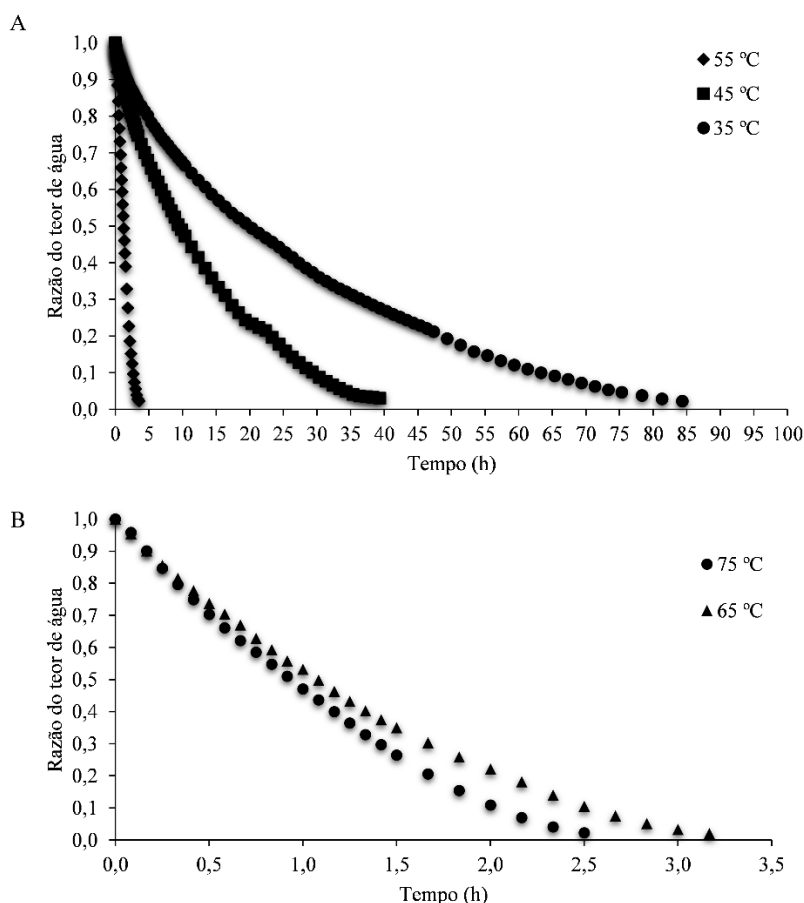 A
1,0
0,9
0,8
0,7
0,6
0,5
0,4
0,3
0,2
0,1
0,0
Razão do teor de água
55 ºC
45 ºC
35 ºC
0 5 10 15 20 25 30 35 40 45 50 55 60 65 70 75 80 85 90 95 100
Tempo (h)
B
1,0
0,9
0,8
0,7
0,6
0,5
0,4
0,3
0,2
0,1
0,0
Razão do teor de água
75 ºC
65 ºC
0,0 0,5 1,0 1,5 2,0 2,5 3,0 3,5
Tempo (h)